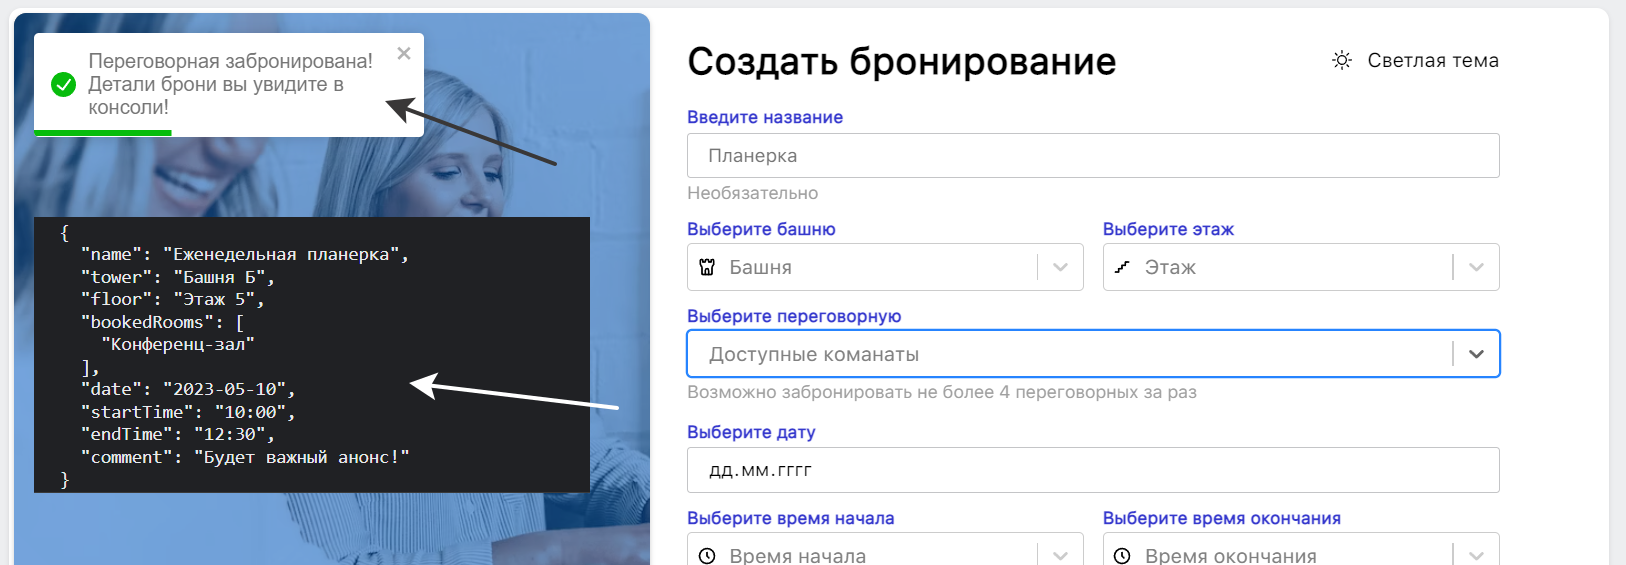 Переговорная забронирована!
Детали брони вы увидите в
консоли!
{
"name": "Еженедельная планерка",
"tower": "Башня Б",
"floor": "Этаж 5",
"bookedRooms": [
"Конференц-зал"
],
"date": "2023-05-10",
"startTime": "10:00",
"endTime": "12:30",
"comment": "Будет важный анонс!"
}
Создать бронирование
Светлая тема
Введите название
Планерка
Необязательно
Выберите башню
Выберите этаж
Башня
Этаж
Выберите переговорную
Доступные команаты
Возможно забронировать не более 4 переговорных за раз
Выберите дату
дд.мм.гггг
Выберите время начала
Выберите время окончания
Время начала
Время окончания